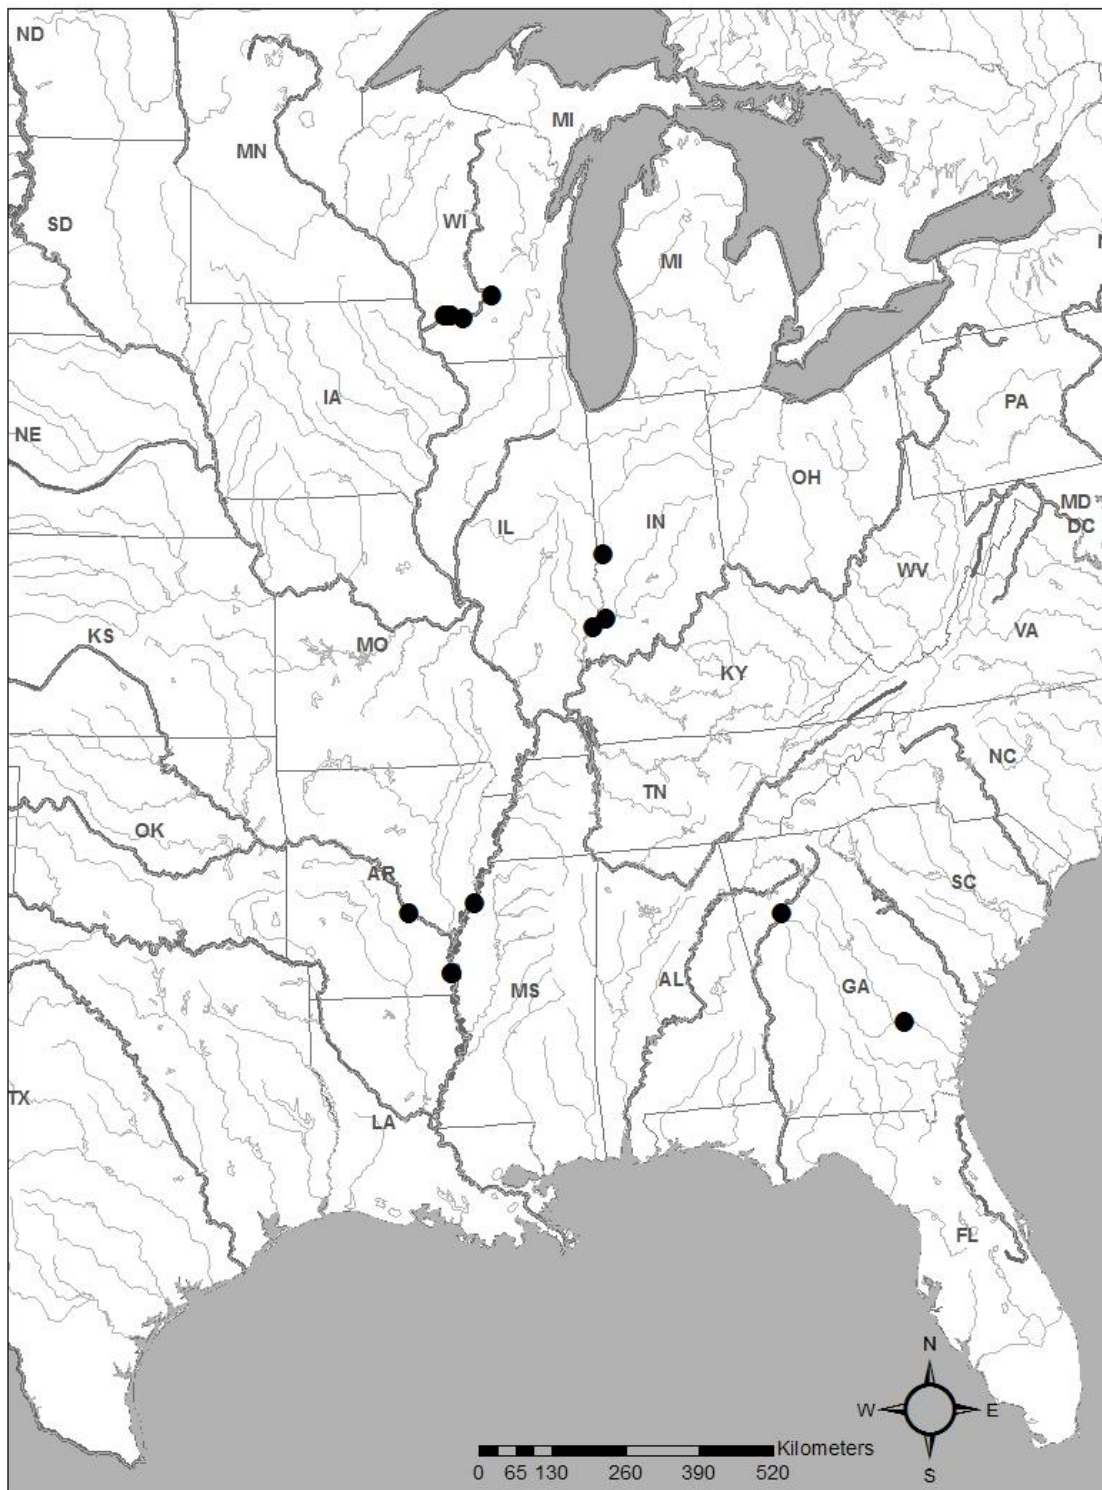 ND
MI
MN
WI
SD
MI
IA
PA
NE
OH
MD
IL
IN
DC
WV
KS
VA
MO
KY
NC
TN
OK
AR
SC
AL
GA
MS
TX
LA
FL
N
W E
S
Kilometers
0 65 130 260 390 520